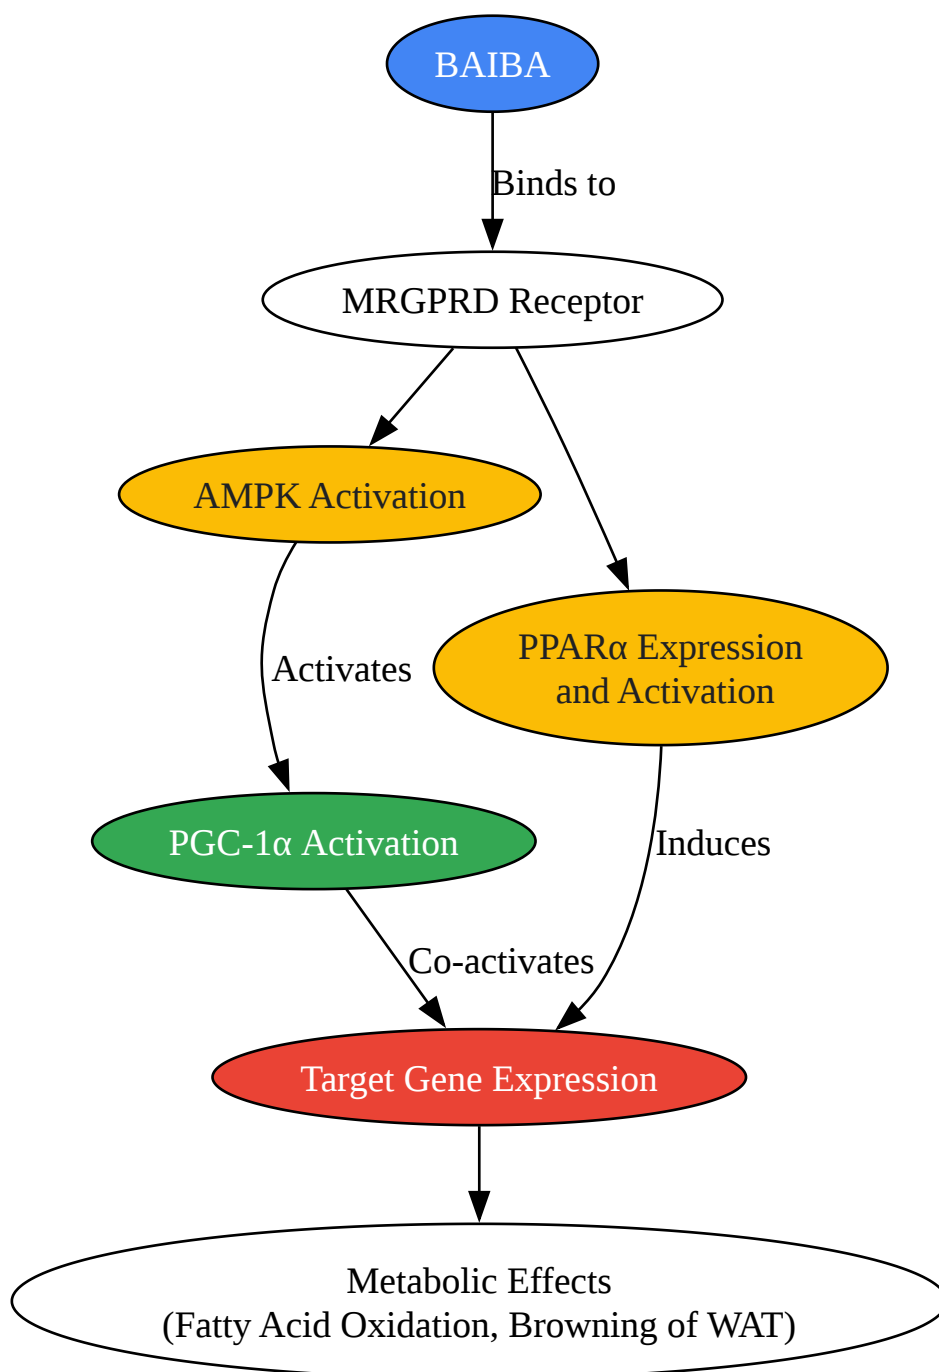 BAIBA
Binds to
MRGPRD Receptor
AMPK Activation
PPARα Expression
and Activation
Activates
PGC-1α Activation
Induces
Co-activates
Target Gene Expression
Metabolic Effects
(Fatty Acid Oxidation, Browning of WAT)